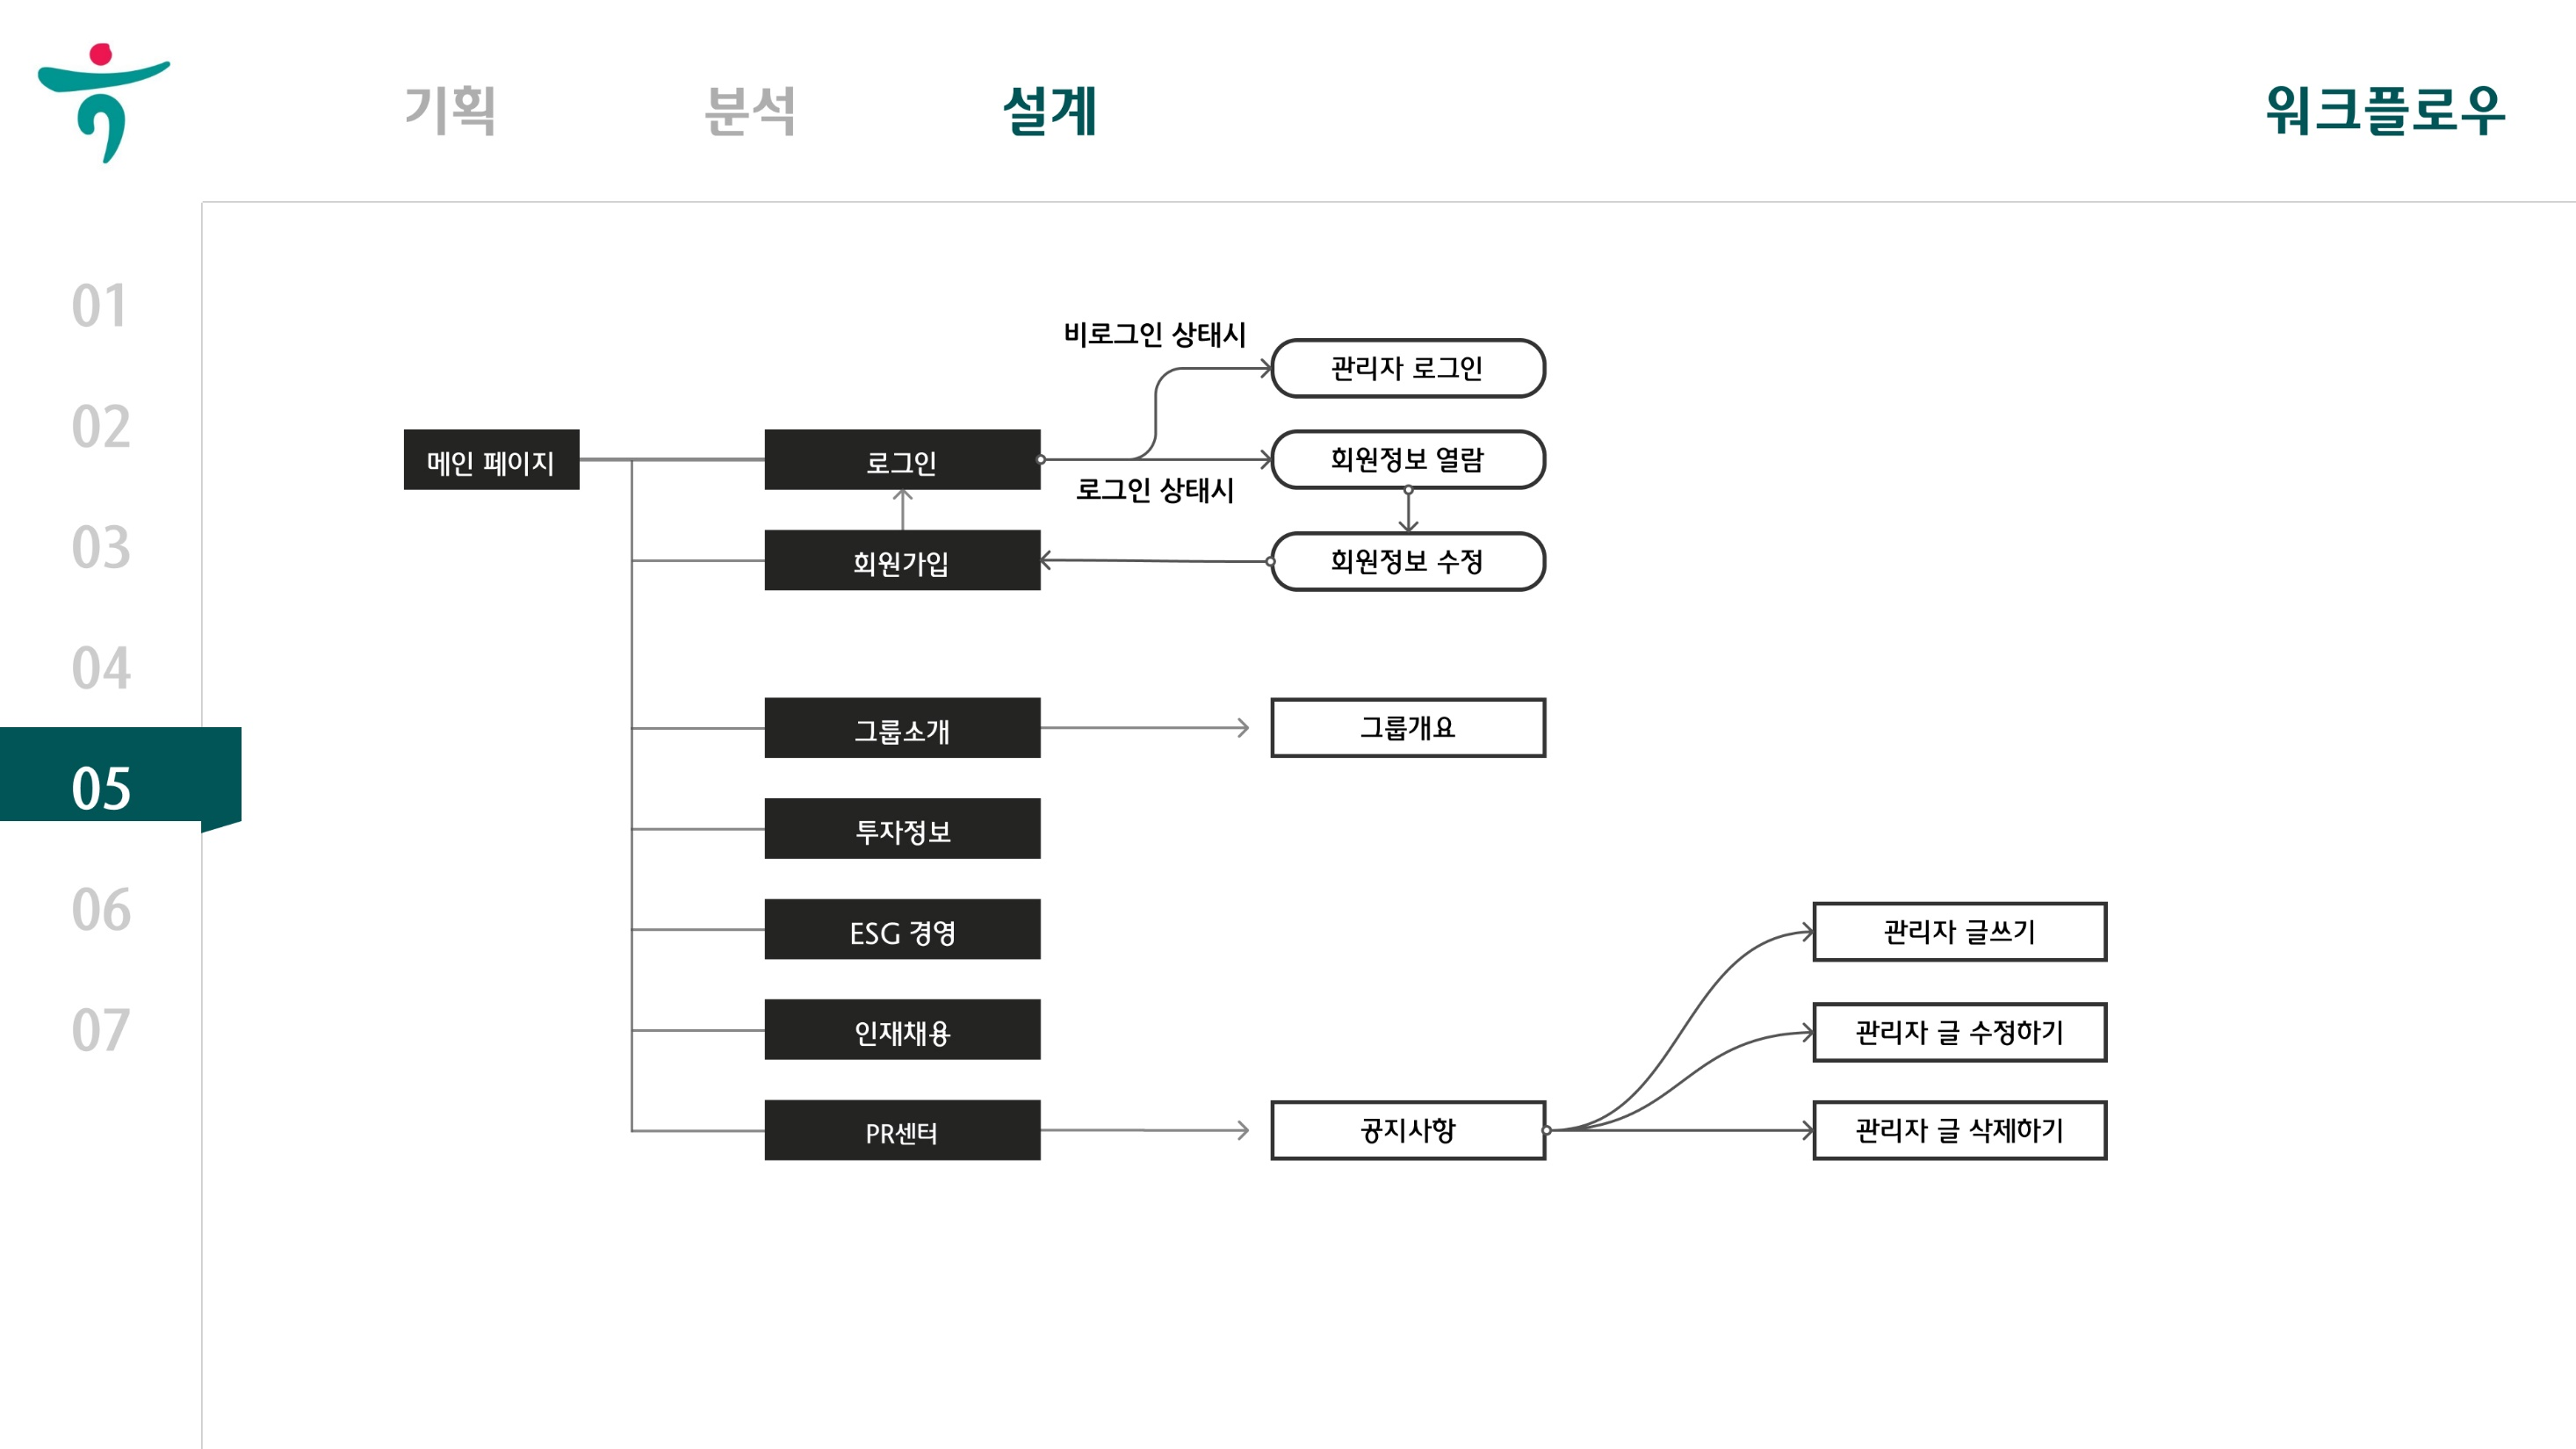 기획
분석
설계
워크플로우
01
02
03
04
05
06
07
비로그인 상태시
관리자 로그인
메인 페이지
로그인
회원정보 열람
로그인 상태시
회원가입
회원정보 수정
그룹소개
그룹개요
투자정보
ESG 경영
관리자 글쓰기
인재채용
관리자 글 수정하기
PR센터
공지사항
관리자 글 삭제하기